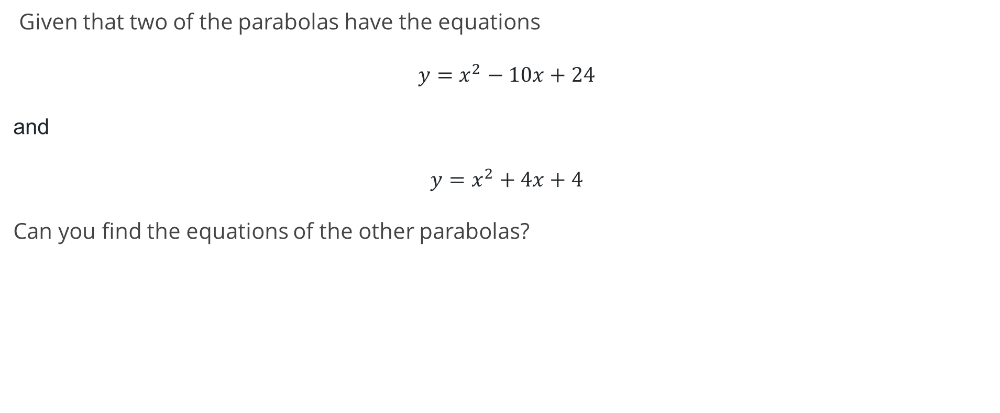 Given that two of the parabolas have the equations
y = x² − 10x + 24
and
y = x² + 4x + 4
Can you find the equations of the other parabolas?